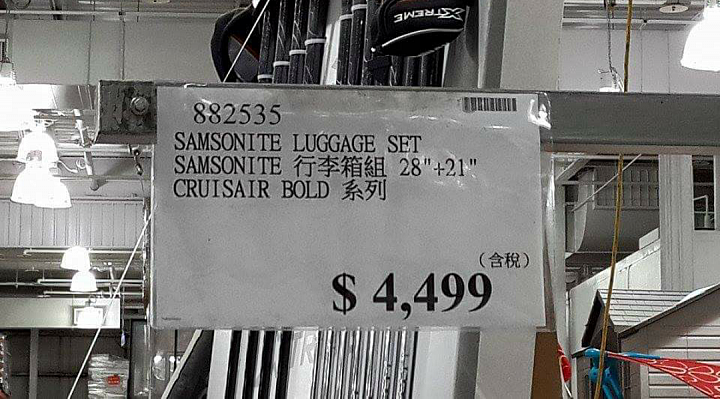 XTREME
882535
SAMSONITE LUGGAGE SET
SAMSONITE 行李箱組 28"+21"
CRUISAIR BOLD 系列
(含稅)
$ 4,499